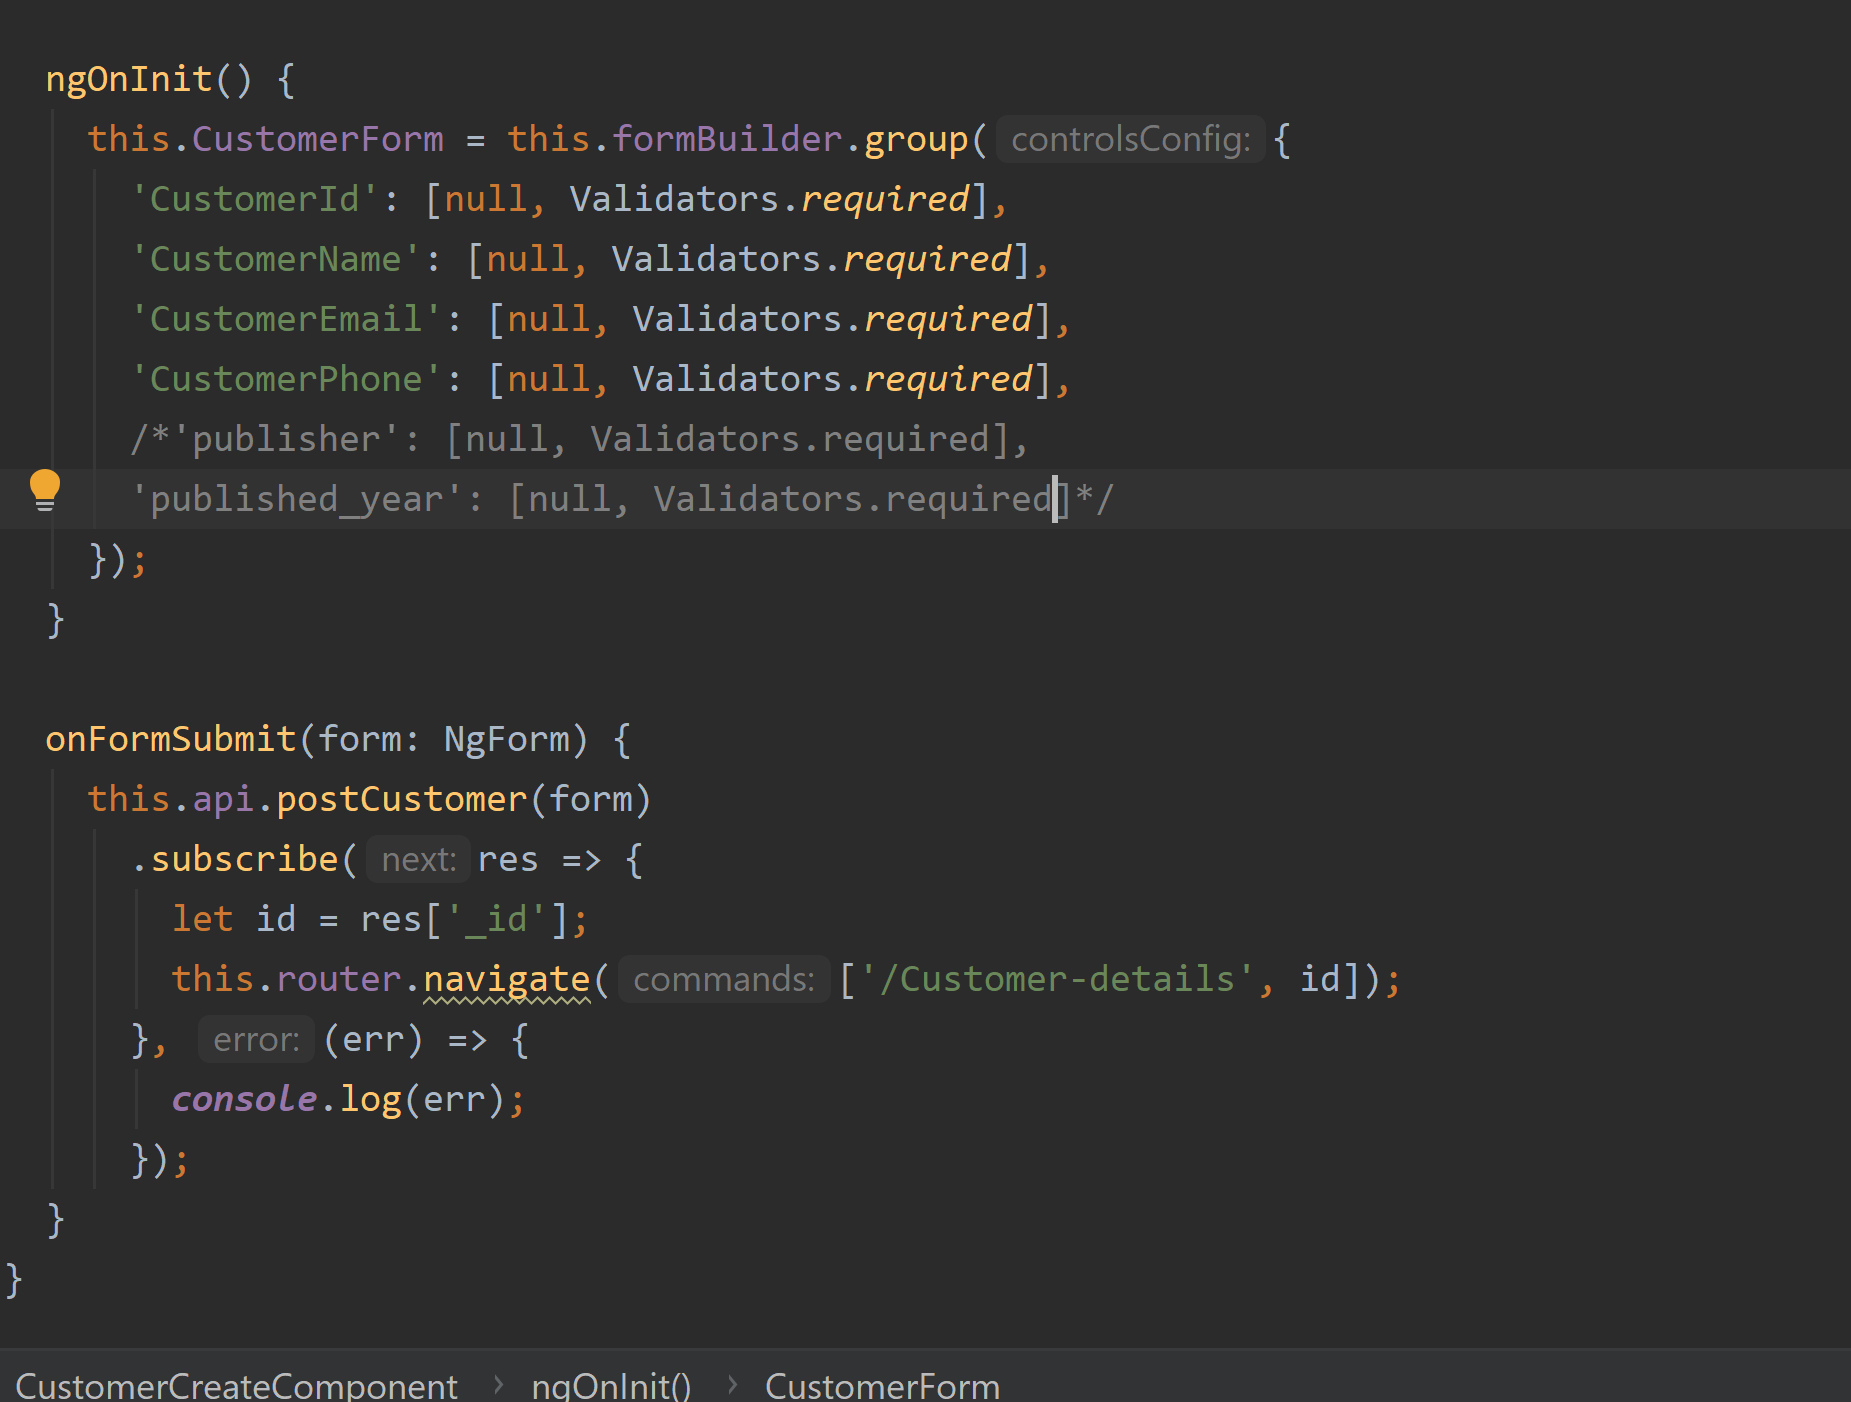 ngOnInit() {
this.CustomerForm = this.formBuilder.group( controlsConfig: {
'CustomerId': [null, Validators.required],
'CustomerName': [null, Validators.required],
'CustomerEmail': [null, Validators.required],
'CustomerPhone': [null, Validators.required],
/*'publisher': [null, Validators.required],
'published_year': [null, Validators.required]*/
});
}
onFormSubmit(form: NgForm) {
this.api.postCustomer(form)
.subscribe( next: res => {
let id = res['_id'];
this.router.navigate( commands: ['/Customer-details', id]);
}, error: (err) => {
console.log(err);
});
}
}
CustomerCreateComponent › ngOnInit() › CustomerForm